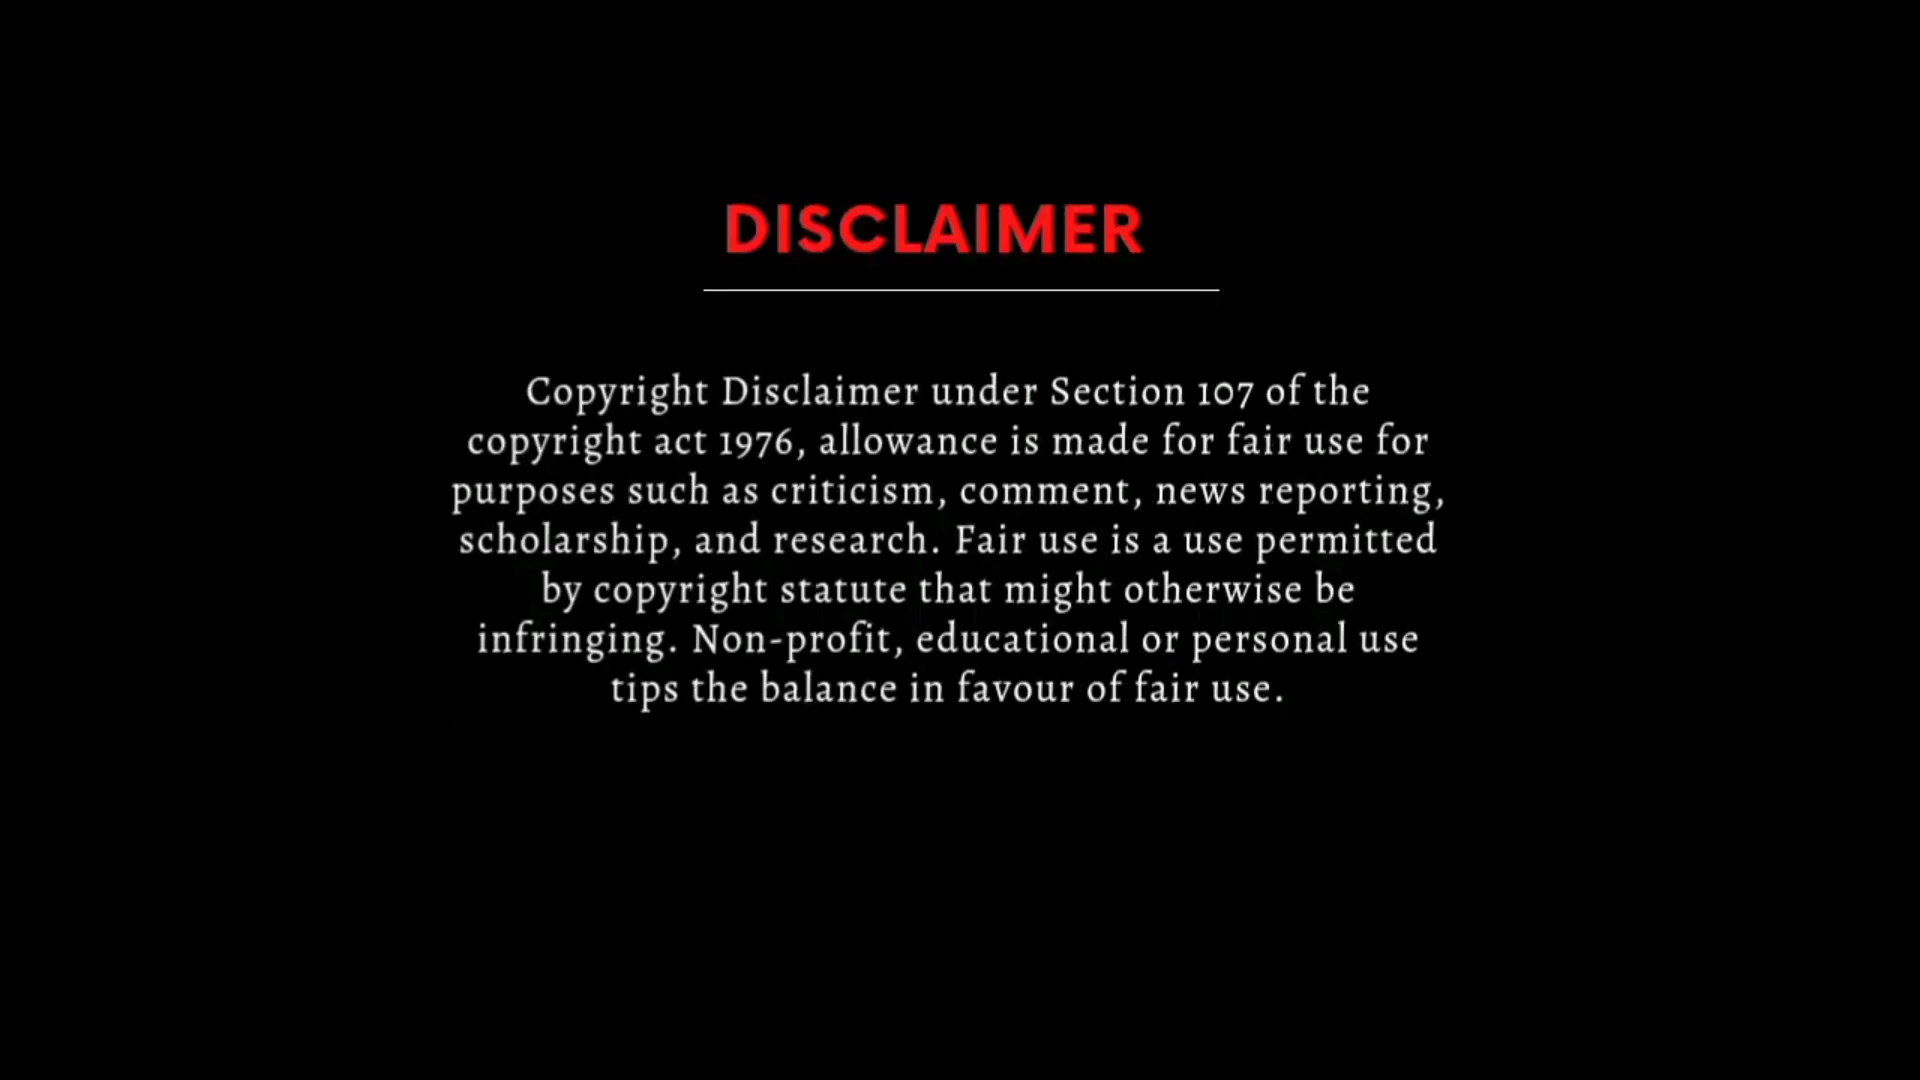 DISCLAIMER
Copyright Disclaimer under Section 107 of the
copyright act 1976, allowance is made for fair use for
purposes such as criticism, comment, news reporting,
scholarship, and research. Fair use is a use permitted
by copyright statute that might otherwise be
infringing. Non-profit, educational or personal use
tips the balance in favour of fair use.